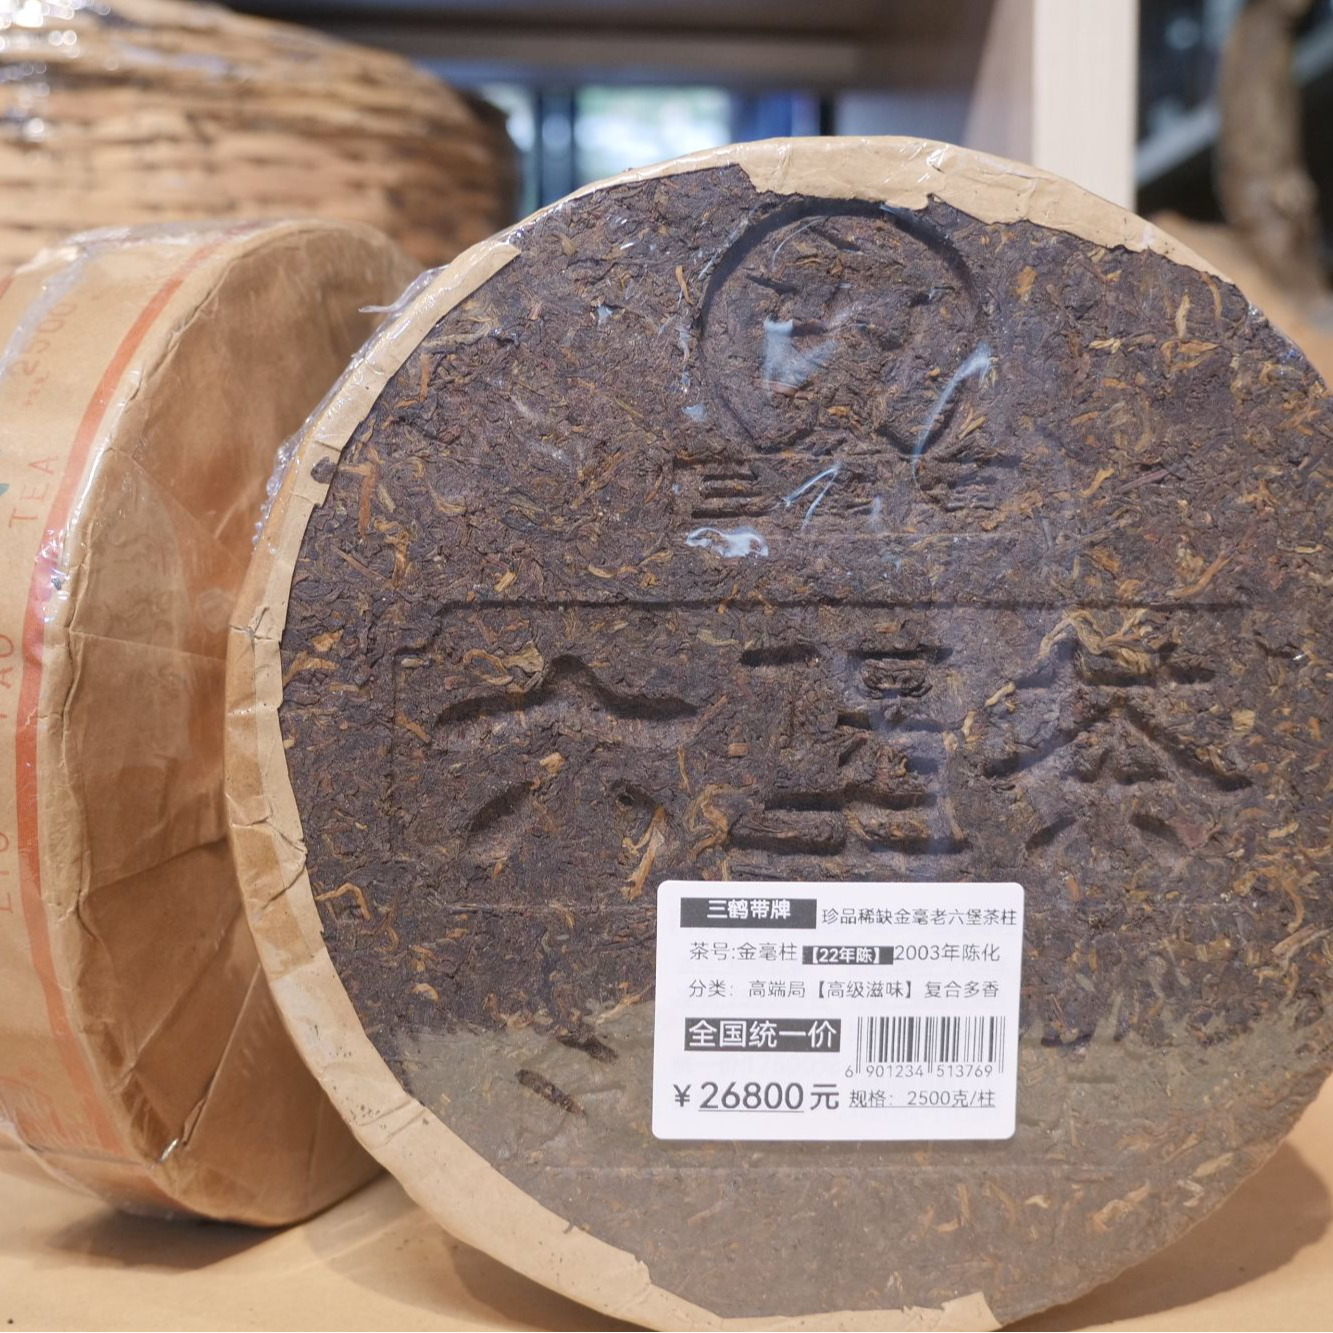 六堡茶
三鹤带牌 珍品稀缺金毫老六堡茶柱
茶号:金毫柱【22年陈】2003年陈化
分类：高端局【高级滋味】复合多香
全国统一价
6 901234 513769
￥26800元 规格：2500克/柱
TEA